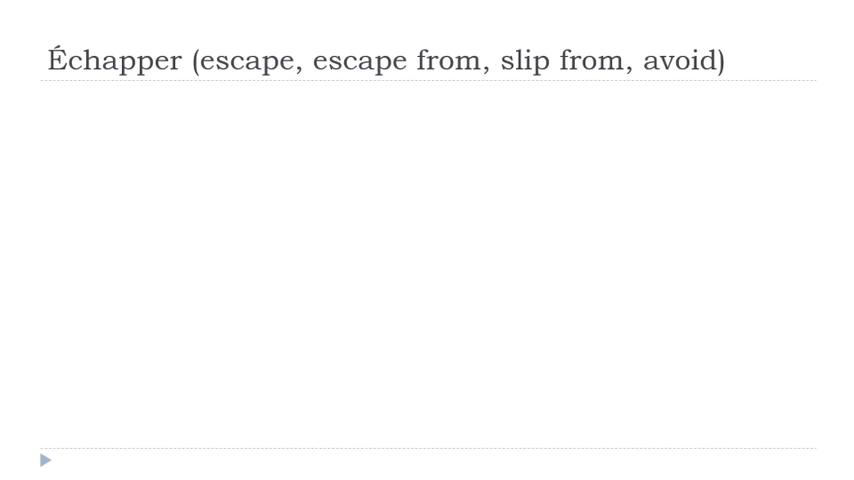 Échapper (escape, escape from, slip from, avoid)